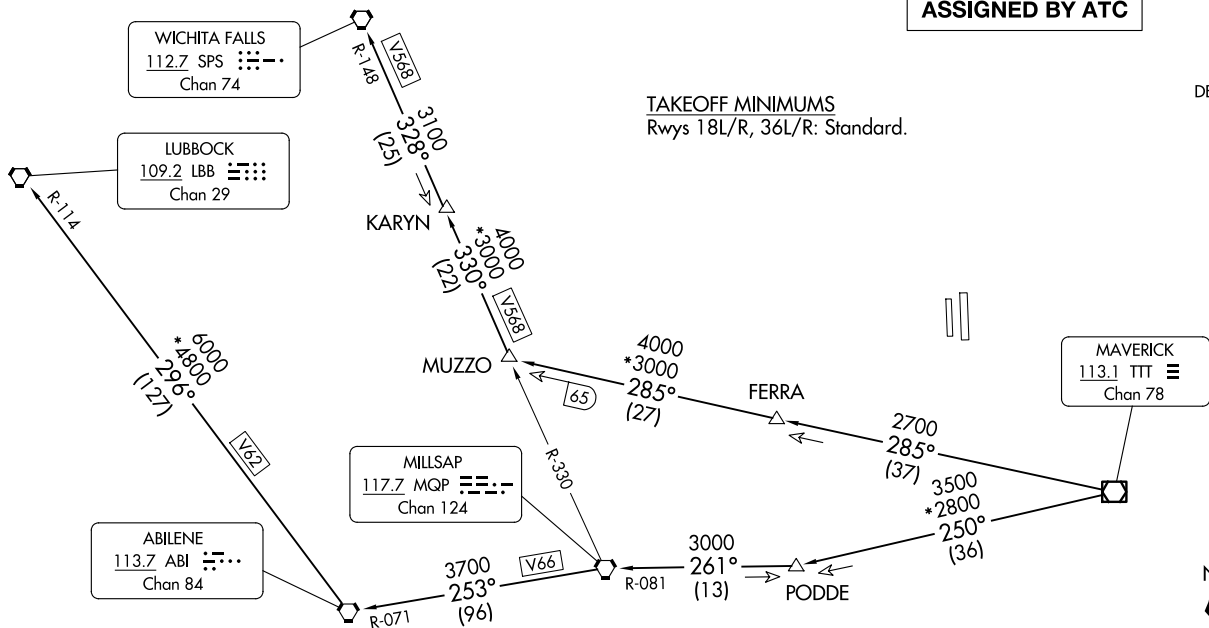 ASSIGNED BY ATC
WICHITA FALLS
112.7 SPS
Chan 74
R-148
V568
3100
328°
(25)
TAKEOFF MINIMUMS
Rwys 18L/R, 36L/R: Standard.
DE
LUBBOCK
109.2 LBB
Chan 29
R-114
KARYN
4000
*3000
330°
(22)
V568
MUZZO
6000
*4800
296°
(127)
V62
4000
*3000
285°
(27)
65
FERRA
MAVERICK
113.1 TTT
Chan 78
2700
285°
(37)
R-330
MILLSAP
117.7 MQP
Chan 124
3500
*2800
250°
(36)
ABILENE
113.7 ABI
Chan 84
3700
253°
(96)
V66
R-071
R-081
3000
261°
(13)
PODDE
N